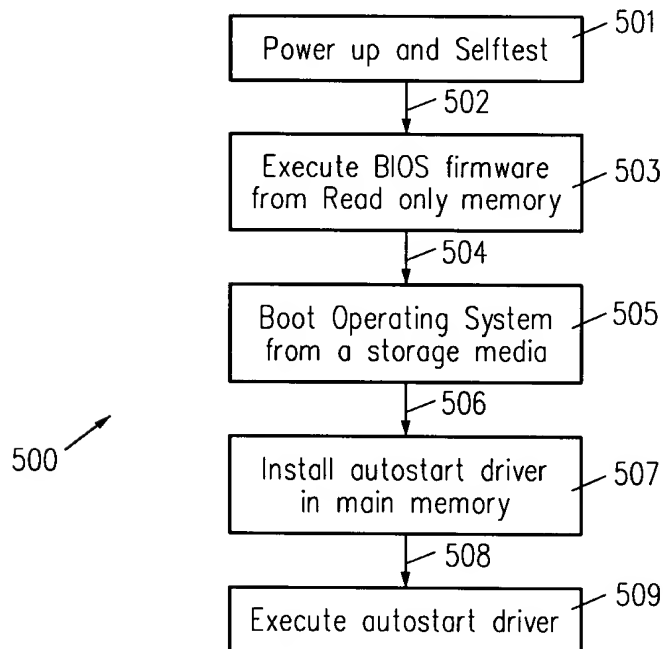 Power up and Selftest
501
502
Execute BIOS firmware
from Read only memory
503
504
Boot Operating System
from a storage media
505
506
500
Install autostart driver
in main memory
507
508
Execute autostart driver
509